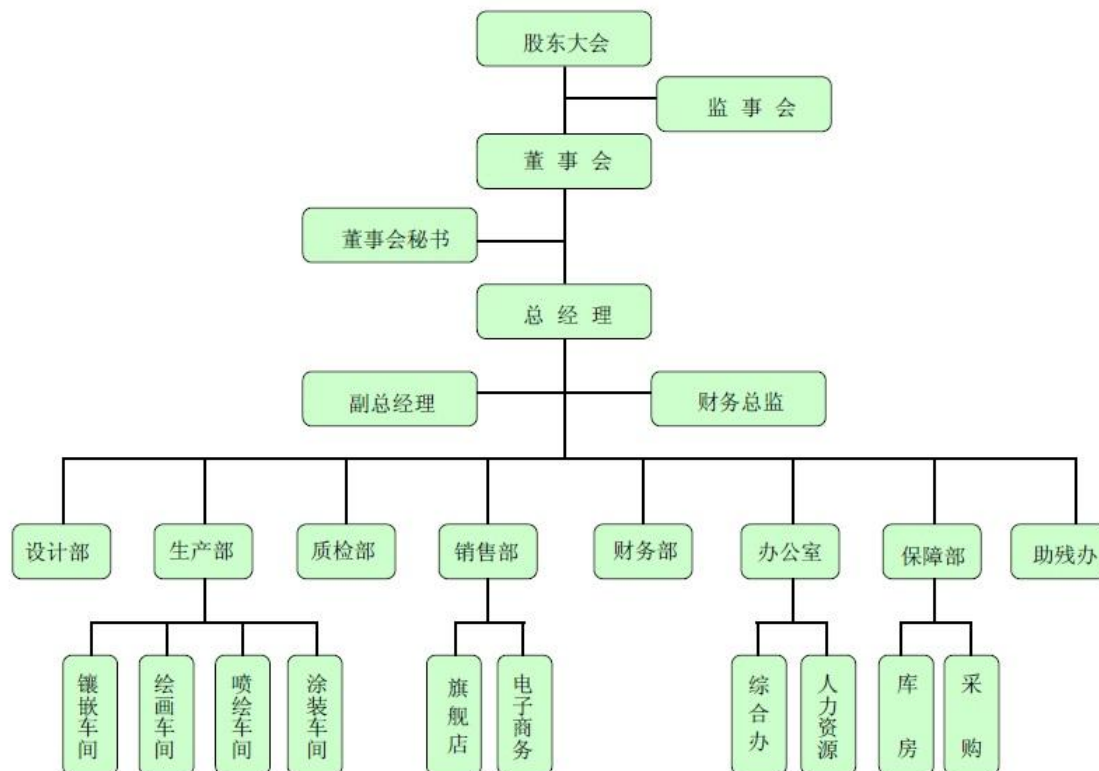 股东大会
监事会
董事会
董事会秘书
总经理
副总经理
财务总监
设计部
生产部
质检部
销售部
财务部
办公室
保障部
助残办
镶嵌车间
绘画车间
喷绘车间
涂装车间
旗舰店
电子商务
综合办
人力资源
库房
采购